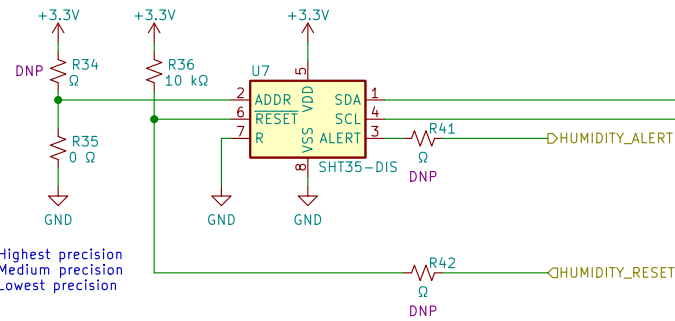 +3.3V
+3.3V
+3.3V
DNP
R34
Ω
R36
10 kΩ
U7
5
VDD
2
ADDR
SDA
1
6
RESET
SCL
4
7
R
ALERT
3
VSS
8
SHT35-DIS
R41
Ω
DNP
HUMIDITY_ALERT
R35
0 Ω
GND
GND
GND
Highest precision
Medium precision
Lowest precision
R42
Ω
DNP
HUMIDITY_RESET